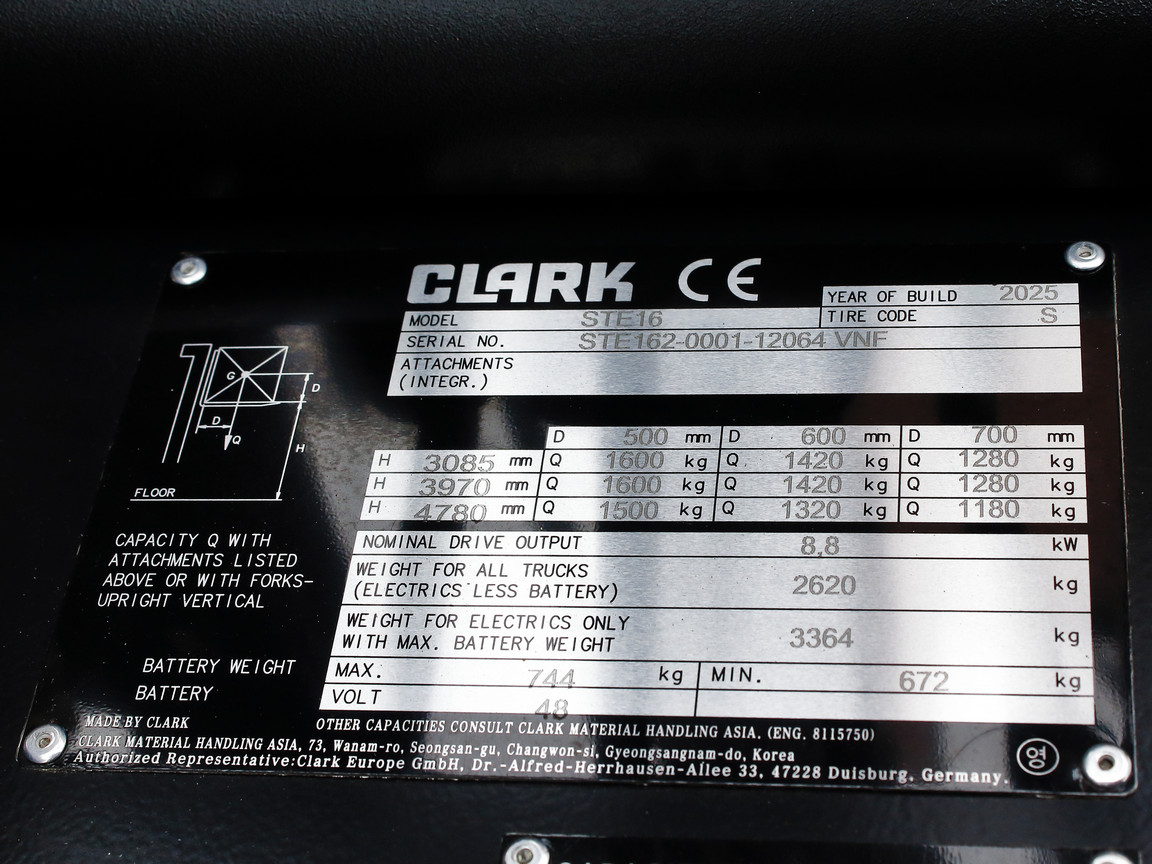 CLARK CE
YEAR OF BUILD 2025
MODEL STE16 TIRE CODE S
SERIAL NO. STE162-0001-12064 VNF
ATTACHMENTS
(INTEGR.)
G
D
D
Q
H
FLOOR
D 500 mm D 600 mm D 700 mm
H 3085 mm Q 1600 kg Q 1420 kg Q 1280 kg
H 3970 mm Q 1600 kg Q 1420 kg Q 1280 kg
H 4780 mm Q 1500 kg Q 1320 kg Q 1180 kg
CAPACITY Q WITH
ATTACHMENTS LISTED
ABOVE OR WITH FORKS-
UPRIGHT VERTICAL
NOMINAL DRIVE OUTPUT 8,8 kW
WEIGHT FOR ALL TRUCKS
(ELECTRICS LESS BATTERY) 2620 kg
WEIGHT FOR ELECTRICS ONLY
WITH MAX. BATTERY WEIGHT 3364 kg
BATTERY WEIGHT MAX. 744 kg MIN. 672 kg
BATTERY VOLT 48
MADE BY CLARK OTHER CAPACITIES CONSULT CLARK MATERIAL HANDLING ASIA, (ENG. 8115750)
CLARK MATERIAL HANDLING ASIA, 73, Wanam-ro, Seongsan-gu, Changwon-si, Gyeongsangnam-do, Korea
Authorized Representative:Clark Europe GmbH, Dr.-Alfred-Herrhausen-Allee 33, 47228 Duisburg, Germany.